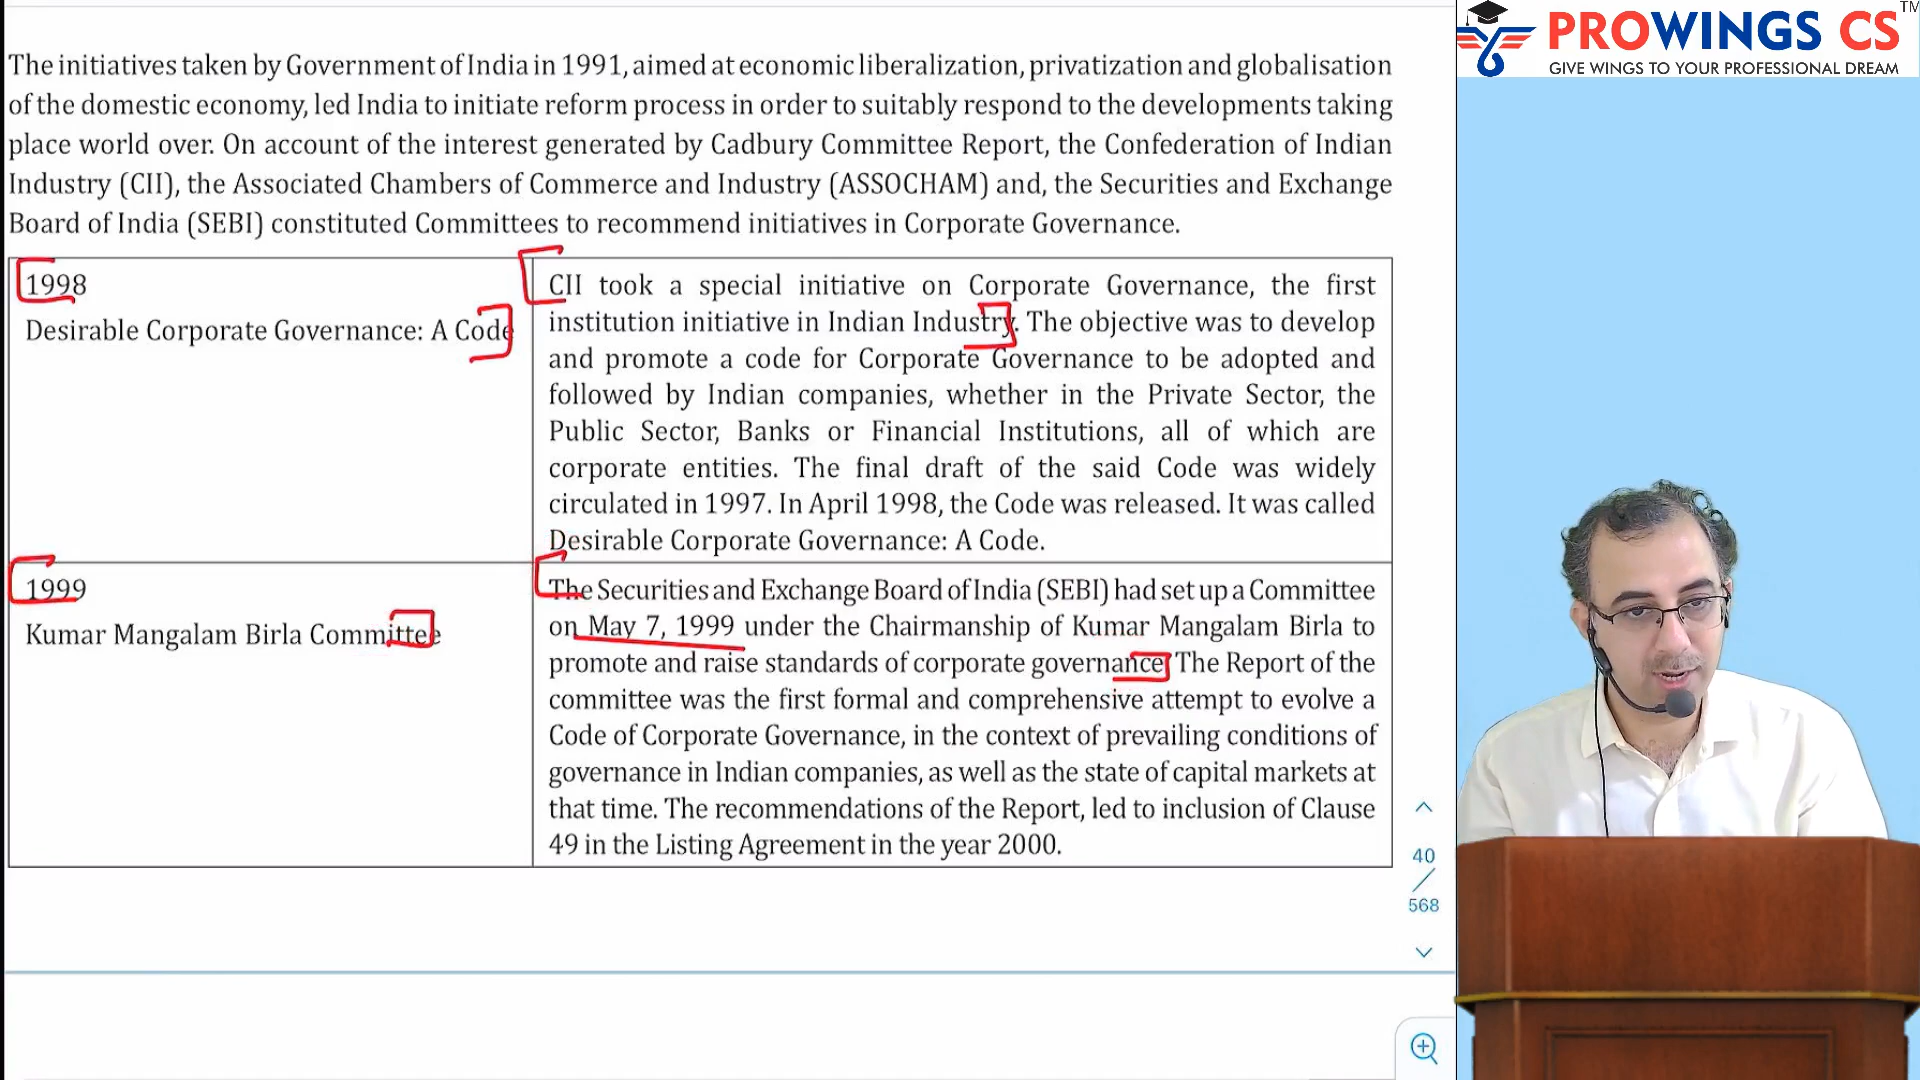 The initiatives taken by Government of India in 1991, aimed at economic liberalization, privatization and globalisation
of the domestic economy, led India to initiate reform process in order to suitably respond to the developments taking
place world over. On account of the interest generated by Cadbury Committee Report, the Confederation of Indian
Industry (CII), the Associated Chambers of Commerce and Industry (ASSOCHAM) and, the Securities and Exchange
Board of India (SEBI) constituted Committees to recommend initiatives in Corporate Governance.
1998
Desirable Corporate Governance: A Code
CII took a special initiative on Corporate Governance, the first
institution initiative in Indian Industry. The objective was to develop
and promote a code for Corporate Governance to be adopted and
followed by Indian companies, whether in the Private Sector, the
Public Sector, Banks or Financial Institutions, all of which are
corporate entities. The final draft of the said Code was widely
circulated in 1997. In April 1998, the Code was released. It was called
Desirable Corporate Governance: A Code.
1999
Kumar Mangalam Birla Committee
The Securities and Exchange Board of India (SEBI) had set up a Committee
on May 7, 1999 under the Chairmanship of Kumar Mangalam Birla to
promote and raise standards of corporate governance. The Report of the
committee was the first formal and comprehensive attempt to evolve a
Code of Corporate Governance, in the context of prevailing conditions of
governance in Indian companies, as well as the state of capital markets at
that time. The recommendations of the Report, led to inclusion of Clause
49 in the Listing Agreement in the year 2000.
40
/
568
PROWINGS CS TM
GIVE WINGS TO YOUR PROFESSIONAL DREAM